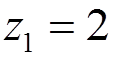 z₁ = 2